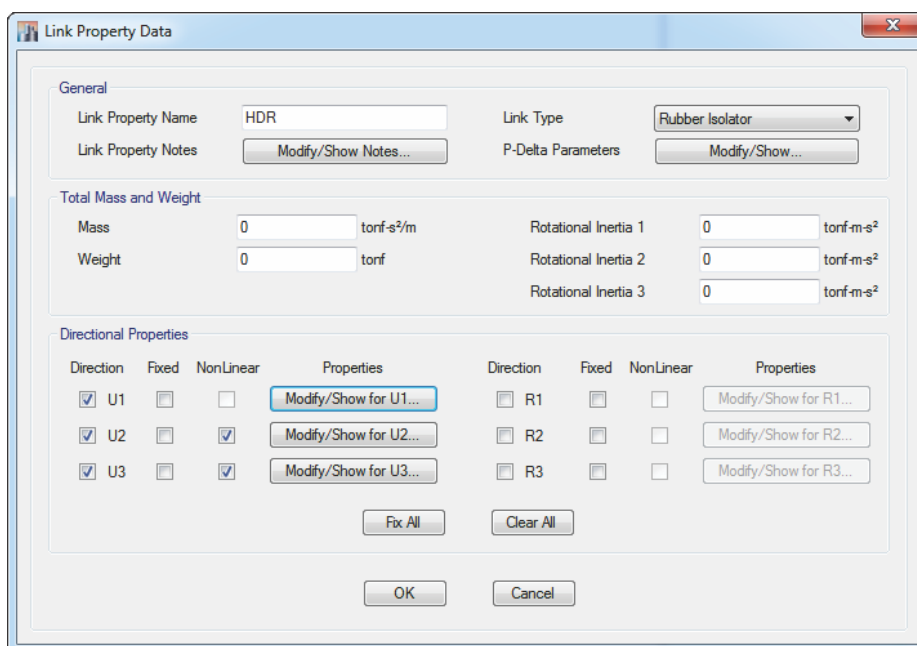 Link Property Data
General
Link Property Name HDR Link Type Rubber Isolator
Link Property Notes Modify/Show Notes... P-Delta Parameters Modify/Show...
Total Mass and Weight
Mass 0 tonf-s²/m Rotational Inertia 1 0 tonf-m-s²
Weight 0 tonf Rotational Inertia 2 0 tonf-m-s²
Rotational Inertia 3 0 tonf-m-s²
Directional Properties
Direction Fixed NonLinear Properties Direction Fixed NonLinear Properties
U1 Modify/Show for U1... R1 Modify/Show for R1...
U2 Modify/Show for U2... R2 Modify/Show for R2...
U3 Modify/Show for U3... R3 Modify/Show for R3...
Fix All Clear All
OK Cancel